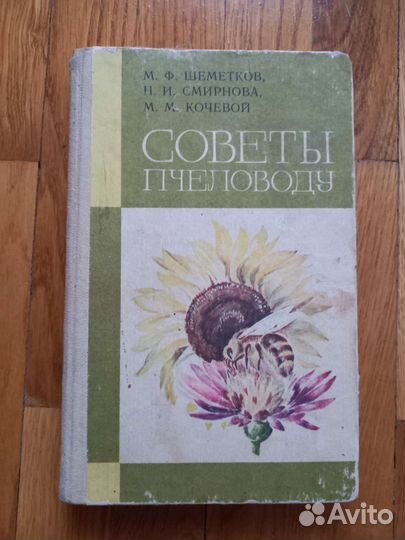 М. Ф. ШЕМЕТКОВ,
Н. И. СМИРНОВА,
М. М. КОЧЕВОЙ
СОВЕТЫ
ПЧЕЛОВОДУ
Avito